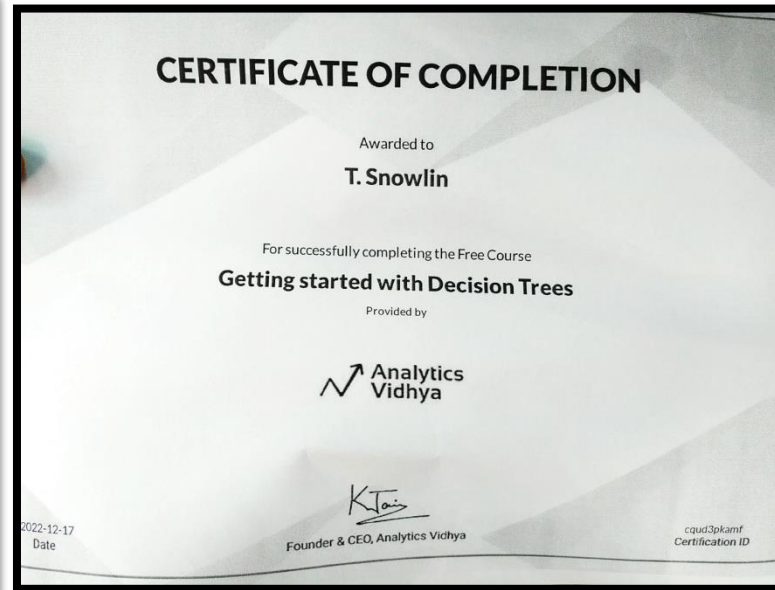 CERTIFICATE OF COMPLETION
Awarded to
T. Snowlin
For successfully completing the Free Course
Getting started with Decision Trees
Provided by
Analytics
Vidhya
K Jain
Founder & CEO, Analytics Vidhya
2022-12-17
Date
cqud3pkamf
Certification ID